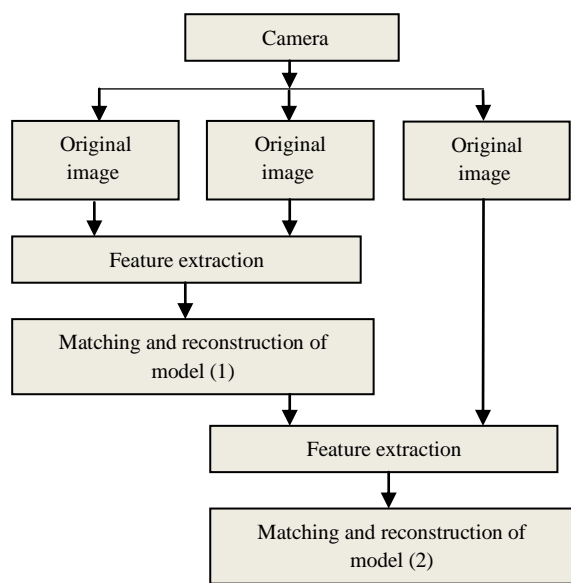 Camera
Original
image
Original
image
Original
image
Feature extraction
Matching and reconstruction of
model (1)
Feature extraction
Matching and reconstruction of
model (2)